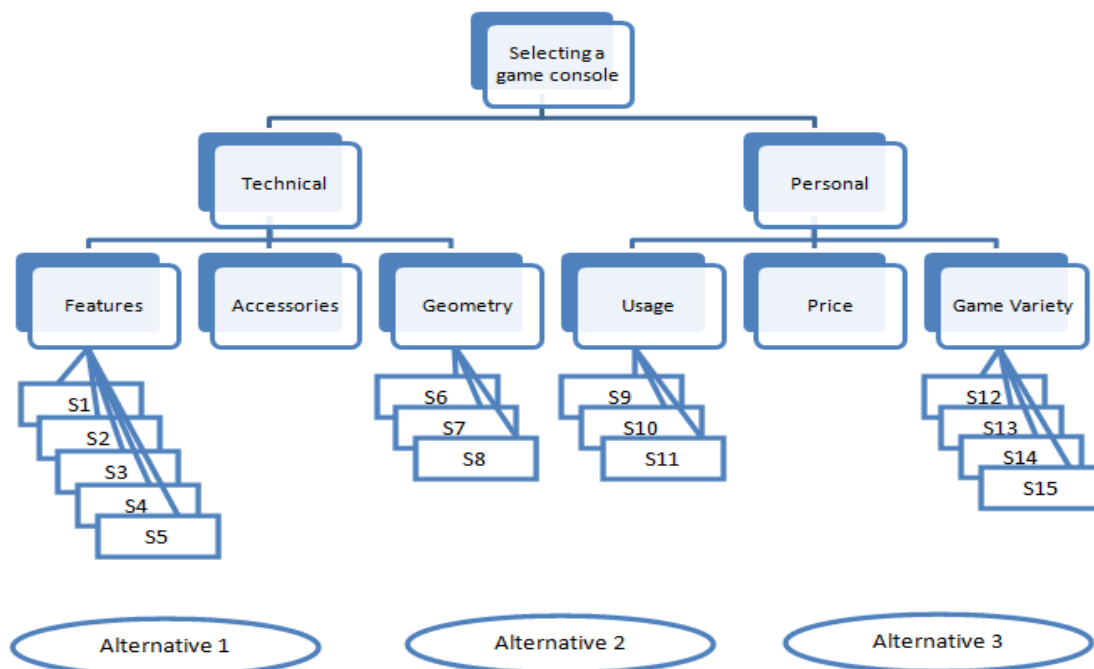 Selecting a
game console
Technical
Personal
Features
Accessories
Geometry
Usage
Price
Game Variety
S1
S2
S3
S4
S5
S6
S7
S8
S9
S10
S11
S12
S13
S14
S15
Alternative 1
Alternative 2
Alternative 3